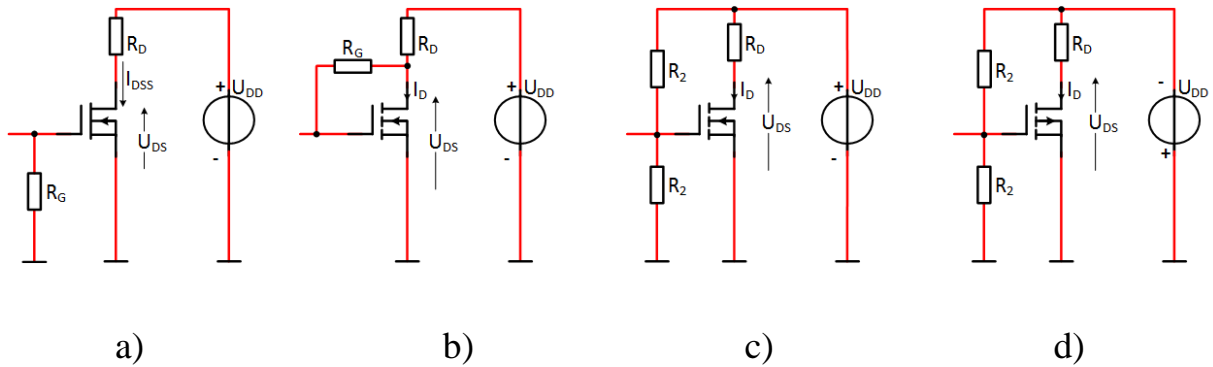 R_D
I_DSS
+
U_DD
U_DS
-
R_G
a)
R_G
R_D
I_D
+
U_DD
U_DS
-
b)
R_2
R_D
I_D
+
U_DD
U_DS
-
R_2
c)
R_2
R_D
I_D
-
U_DD
U_DS
+
R_2
d)